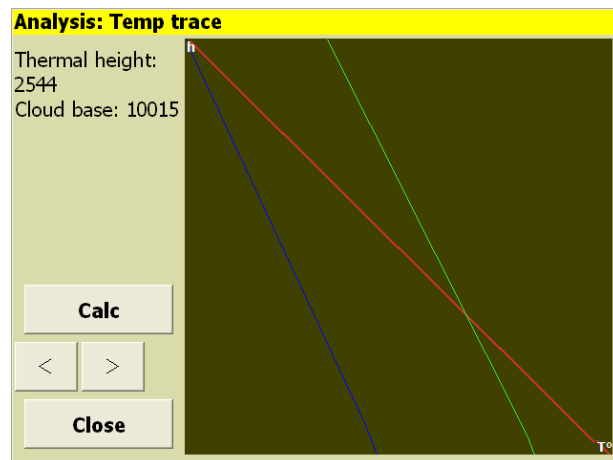 Analysis: Temp trace
Thermal height:
2544
Cloud base: 10015
h
Calc
< >
Close
T°